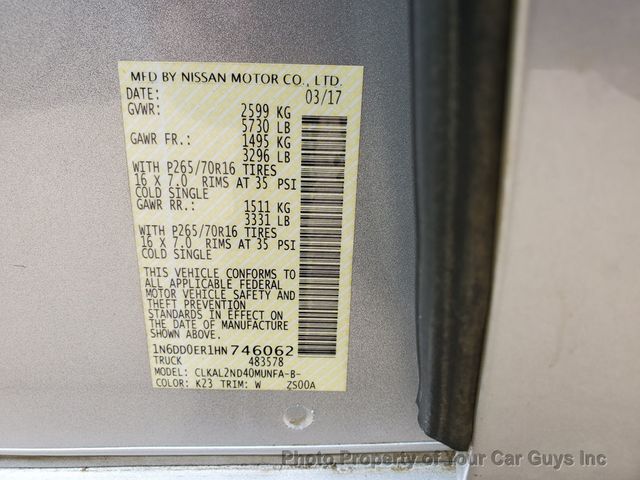 MFD BY NISSAN MOTOR CO., LTD.
DATE: 03/17
GVWR: 2599 KG
5730 LB
GAWR FR.: 1495 KG
3296 LB
WITH P265/70R16 TIRES
16 X 7.0 RIMS AT 35 PSI
COLD SINGLE
GAWR RR.: 1511 KG
3331 LB
WITH P265/70R16 TIRES
16 X 7.0 RIMS AT 35 PSI
COLD SINGLE
THIS VEHICLE CONFORMS TO
ALL APPLICABLE FEDERAL
MOTOR VEHICLE SAFETY AND
THEFT PREVENTION
STANDARDS IN EFFECT ON
THE DATE OF MANUFACTURE
SHOWN ABOVE.
1N6DD0ER1HN746062
TRUCK 483578
MODEL: CLKAL2ND40MUNFA-B-
COLOR: K23 TRIM: W ZS00A
Photo Property of Your Car Guys Inc